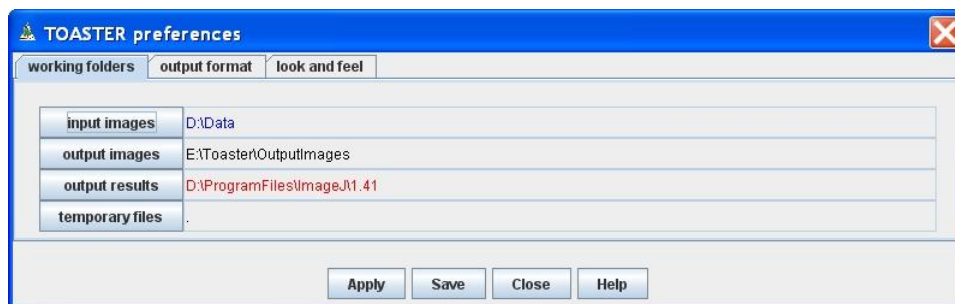 TOASTER preferences
working folders output format look and feel
input images D:\Data
output images E:\Toaster\OutputImages
output results D:\ProgramFiles\ImageJ\1.41
temporary files .
Apply Save Close Help